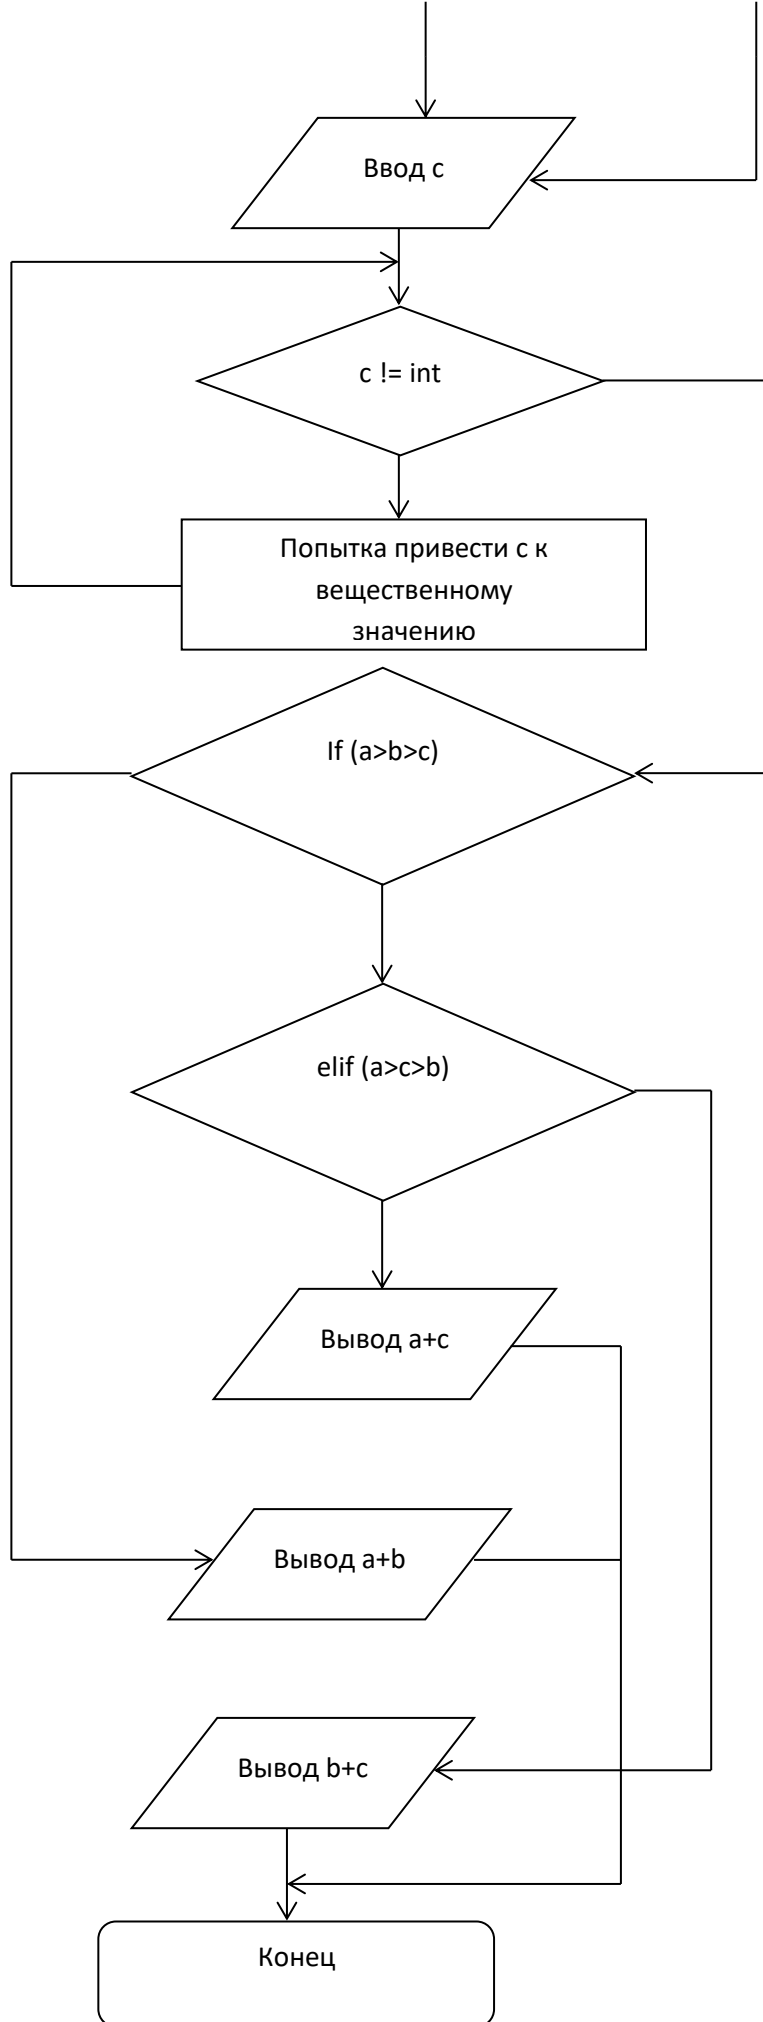 Ввод c
c != int
Попытка привести с к
вещественному
значению
If (a>b>c)
elif (a>c>b)
Вывод a+c
Вывод a+b
Вывод b+c
Конец